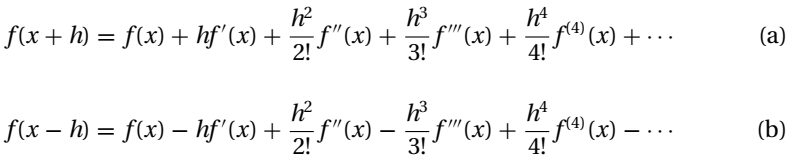 f(x + h) = f(x) + hf′(x) + h²/2! f″(x) + h³/3! f‴(x) + h⁴/4! f⁽⁴⁾(x) + ⋯ (a)
f(x − h) = f(x) − hf′(x) + h²/2! f″(x) − h³/3! f‴(x) + h⁴/4! f⁽⁴⁾(x) − ⋯ (b)